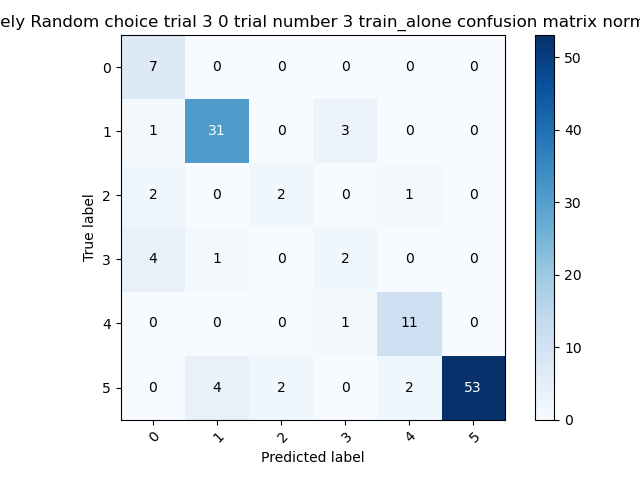 Random choice trial 3 0 trial number 3 train_alone confusion matrix
0 7 0 0 0 0 0
1 1 31 0 3 0 0
2 2 0 2 0 1 0
3 4 1 0 2 0 0
4 0 0 0 1 11 0
5 0 4 2 0 2 53
0 1 2 3 4 5
Predicted label
True label
50
40
30
20
10
0